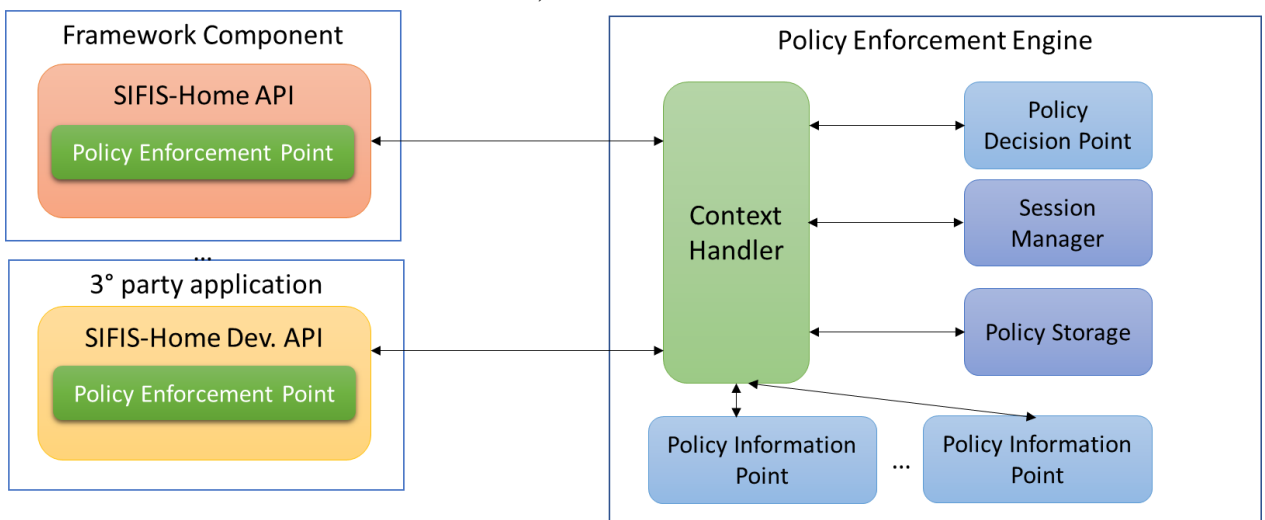 Framework Component
SIFIS-Home API
Policy Enforcement Point
...
3° party application
SIFIS-Home Dev. API
Policy Enforcement Point
Policy Enforcement Engine
Context
Handler
Policy
Decision Point
Session
Manager
Policy Storage
Policy Information
Point
...
Policy Information
Point